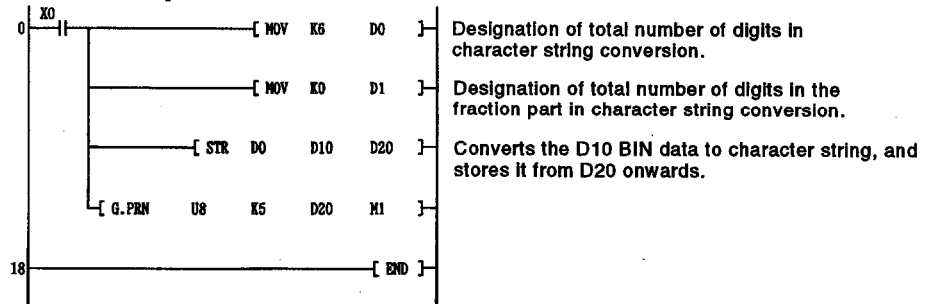 X0
0 MOV K6 D0 Designation of total number of digits in
character string conversion.
MOV K0 D1 Designation of total number of digits in the
fraction part in character string conversion.
STR D0 D10 D20 Converts the D10 BIN data to character string, and
stores it from D20 onwards.
G.PRN U8 K5 D20 M1
18 END